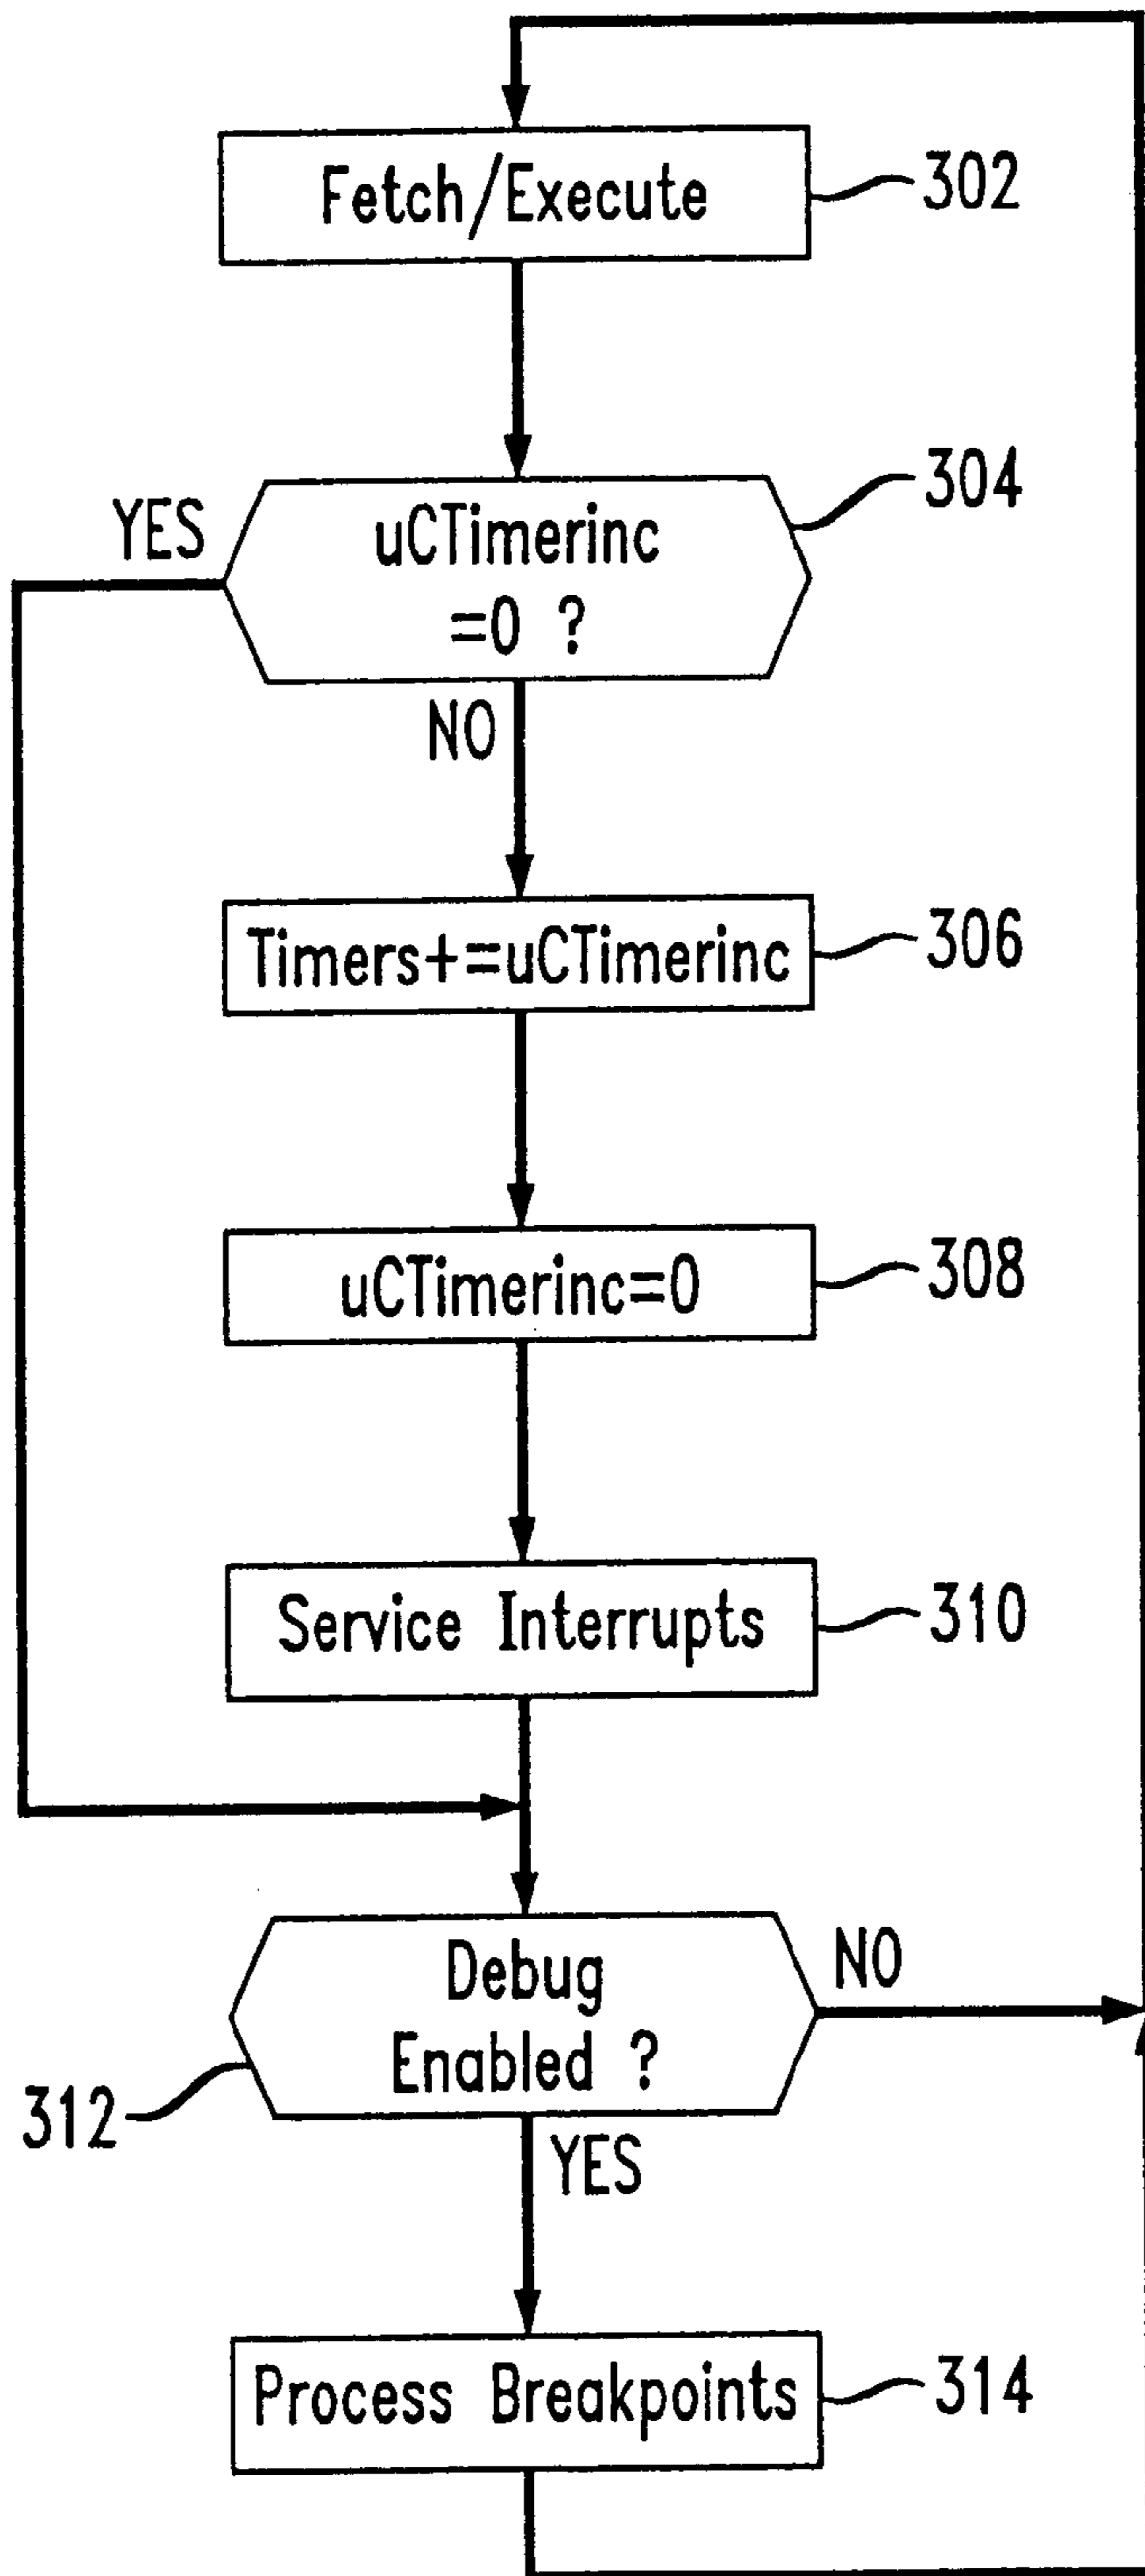 Fetch/Execute
302
304
YES
uCTimerinc
=0 ?
NO
Timers+=uCTimerinc
306
uCTimerinc=0
308
Service Interrupts
310
Debug
Enabled ?
NO
312
YES
Process Breakpoints
314